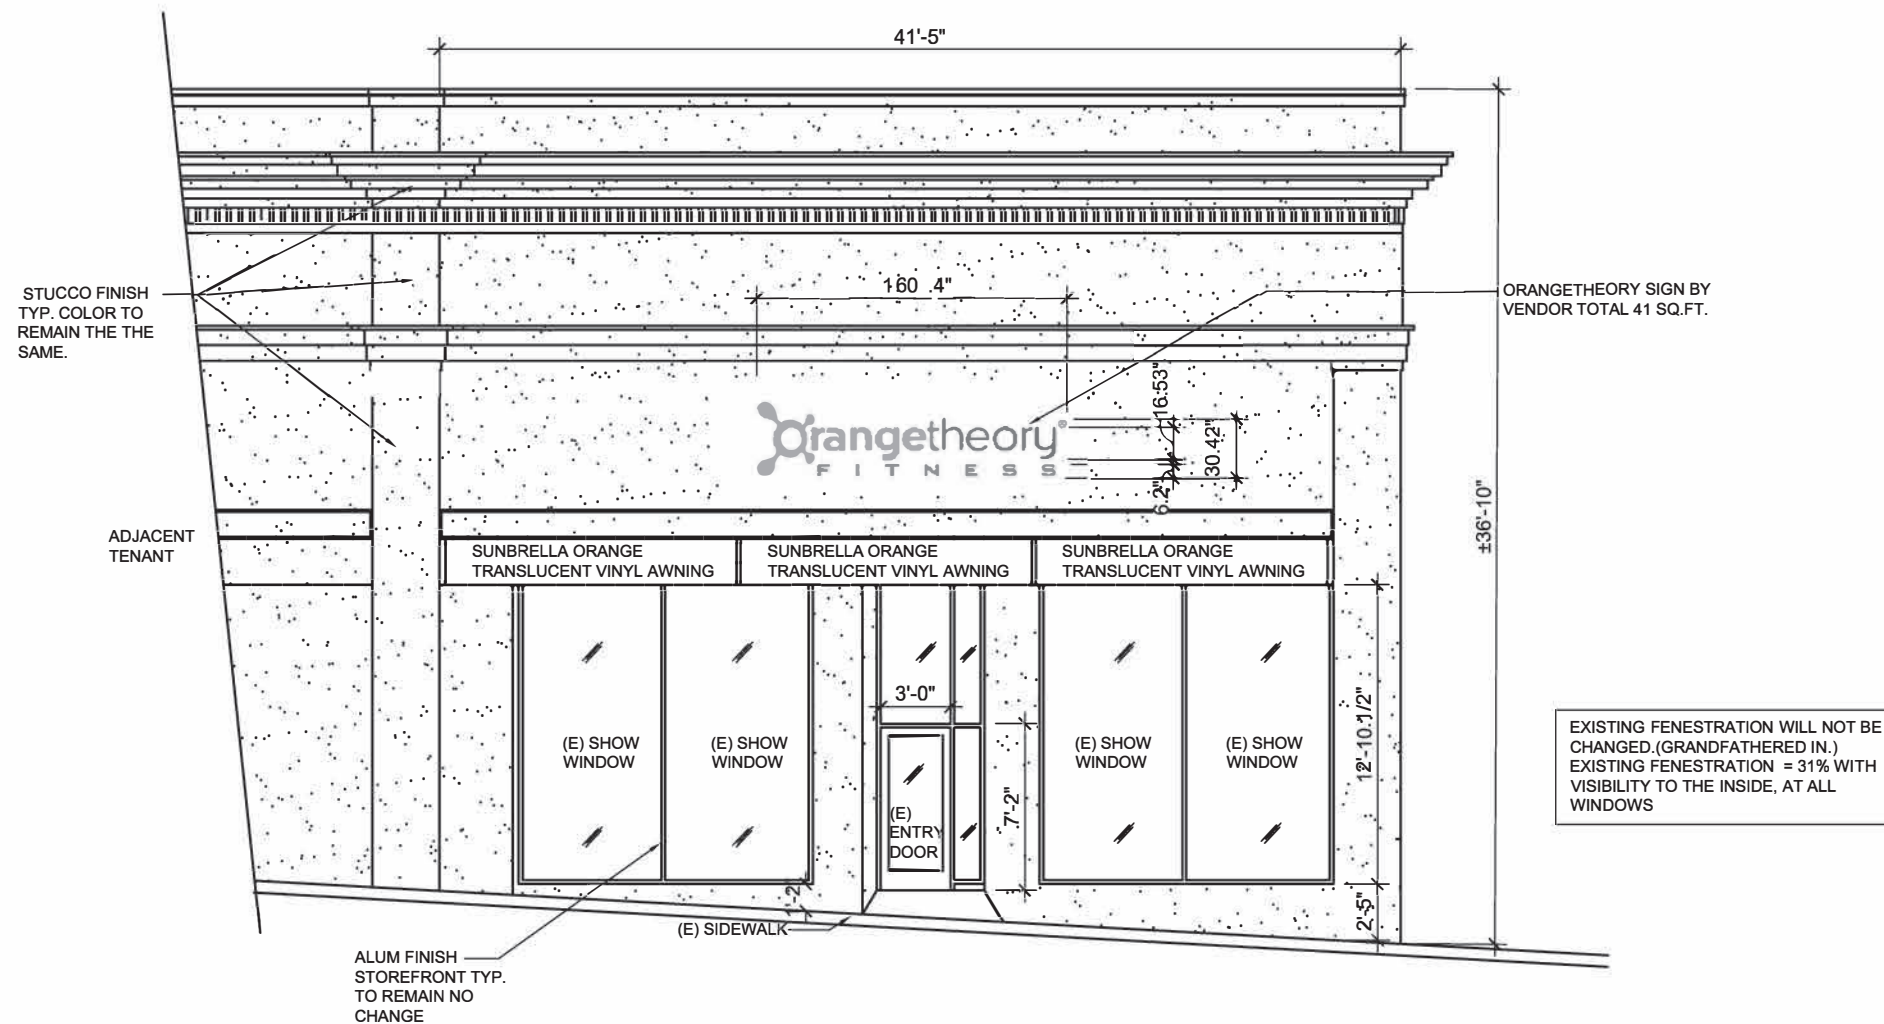 41'-5"
STUCCO FINISH
TYP. COLOR TO
REMAIN THE THE
SAME.
160 .4"
ORANGETHEORY SIGN BY
VENDOR TOTAL 41 SQ.FT.
orangetheory®
FITNESS
16.53"
30.42"
6.2"
±36'-10"
ADJACENT
TENANT
SUNBRELLA ORANGE
TRANSLUCENT VINYL AWNING
SUNBRELLA ORANGE
TRANSLUCENT VINYL AWNING
SUNBRELLA ORANGE
TRANSLUCENT VINYL AWNING
3'-0"
(E) SHOW
WINDOW
(E) SHOW
WINDOW
(E) SHOW
WINDOW
(E) SHOW
WINDOW
12'-10.1/2"
7'-2"
(E)
ENTRY
DOOR
EXISTING FENESTRATION WILL NOT BE
CHANGED.(GRANDFATHERED IN.)
EXISTING FENESTRATION = 31% WITH
VISIBILITY TO THE INSIDE, AT ALL
WINDOWS
1'-2"
2'-5"
(E) SIDEWALK
ALUM FINISH
STOREFRONT TYP.
TO REMAIN NO
CHANGE